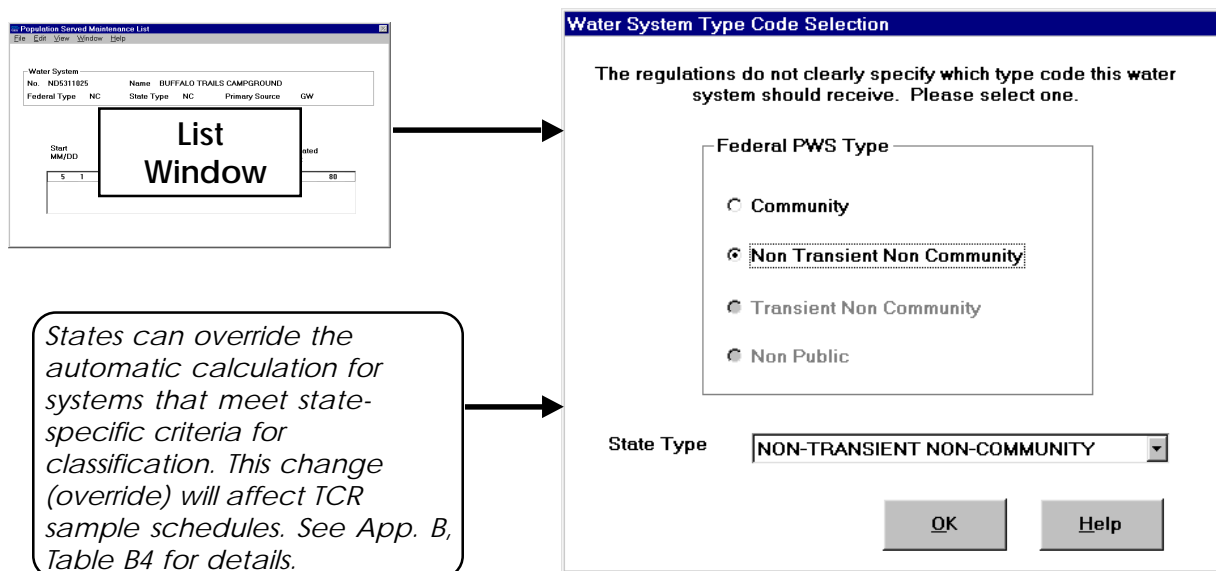 Population Served Maintenance List
File Edit View Window Help
Water System
No. ND5311025 Name BUFFALO TRAILS CAMPGROUND
Federal Type NC State Type NC Primary Source GW
List
Window
Start
MM/DD
ated
5 1 80
States can override the
automatic calculation for
systems that meet state-
specific criteria for
classification. This change
(override) will affect TCR
sample schedules. See App. B,
Table B4 for details.
Water System Type Code Selection
The regulations do not clearly specify which type code this water
system should receive. Please select one.
Federal PWS Type
Community
Non Transient Non Community
Transient Non Community
Non Public
State Type NON-TRANSIENT NON-COMMUNITY
OK Help